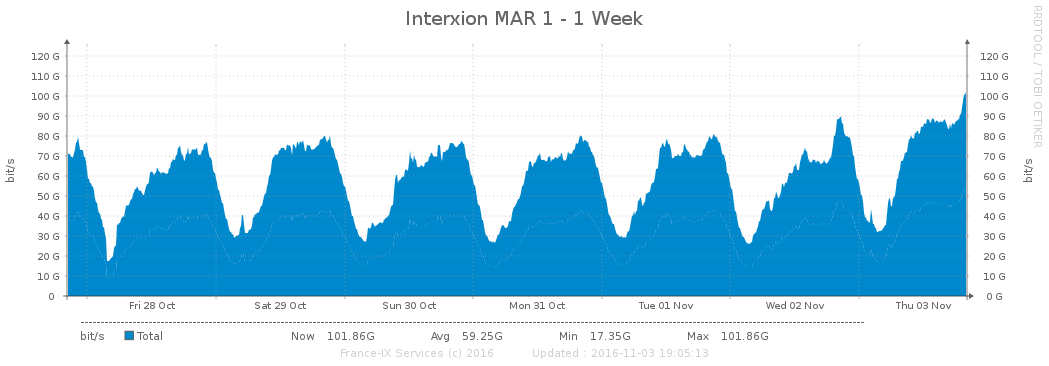 Interxion MAR 1 - 1 Week
RRDTOOL / TOBI OETIKER
bit/s
bit/s
120 G 120 G
110 G 110 G
100 G 100 G
90 G 90 G
80 G 80 G
70 G 70 G
60 G 60 G
50 G 50 G
40 G 40 G
30 G 30 G
20 G 20 G
10 G 10 G
0 0 G
Fri 28 Oct Sat 29 Oct Sun 30 Oct Mon 31 Oct Tue 01 Nov Wed 02 Nov Thu 03 Nov
bit/s Total Now 101.86G Avg 59.25G Min 17.35G Max 101.86G
France-IX Services (c) 2016 Updated : 2016-11-03 19:05:13